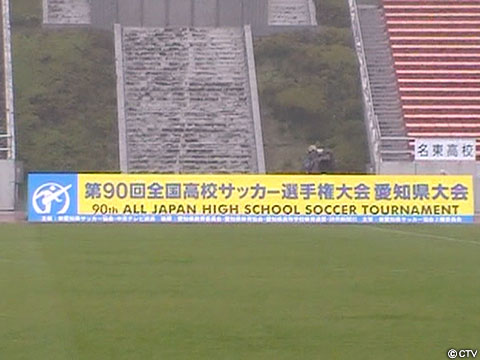 名東高校
第90回全国高校サッカー選手権大会 愛知県大会
90th ALL JAPAN HIGH SCHOOL SOCCER TOURNAMENT
© CTV